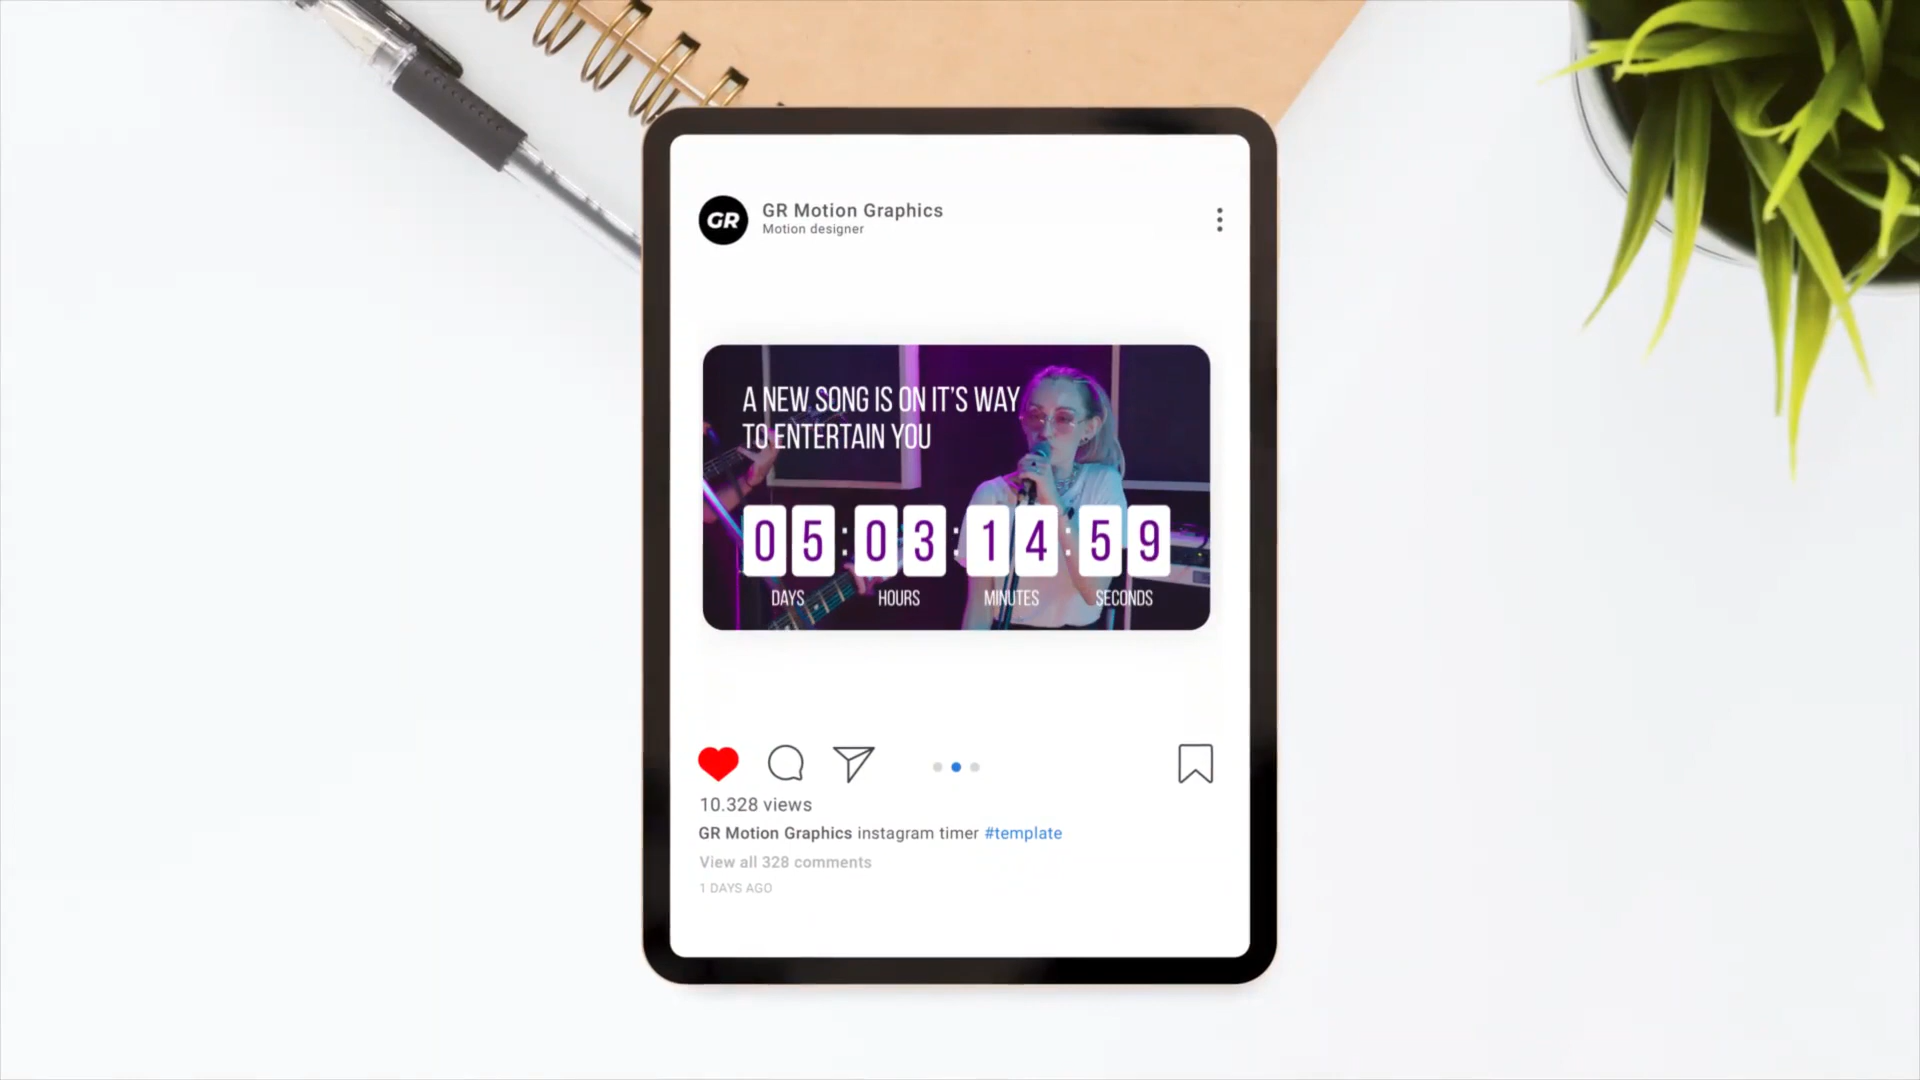 GR
GR Motion Graphics
Motion designer
A NEW SONG IS ON IT'S WAY
TO ENTERTAIN YOU
05:03:14:59
DAYS HOURS MINUTES SECONDS
10.328 views
GR Motion Graphics instagram timer #template
View all 328 comments
1 DAYS AGO